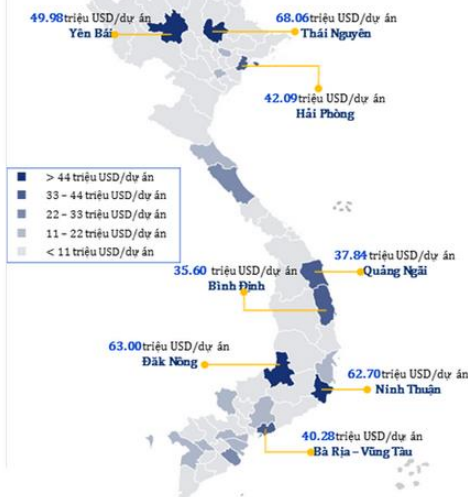 49.98triệu USD/dự án
Yên Bái
68.06triệu USD/dự án
Thái Nguyên
42.09triệu USD/dự án
Hải Phòng
> 44 triệu USD/dự án
33 – 44 triệu USD/dự án
22 – 33 triệu USD/dự án
11 – 22 triệu USD/dự án
< 11 triệu USD/dự án
37.84triệu USD/dự án
Quảng Ngãi
35.60 triệu USD/dự án
Bình Định
63.00triệu USD/dự án
Đăk Nông
62.70triệu USD/dự án
Ninh Thuận
40.28triệu USD/dự án
Bà Rịa – Vũng Tàu